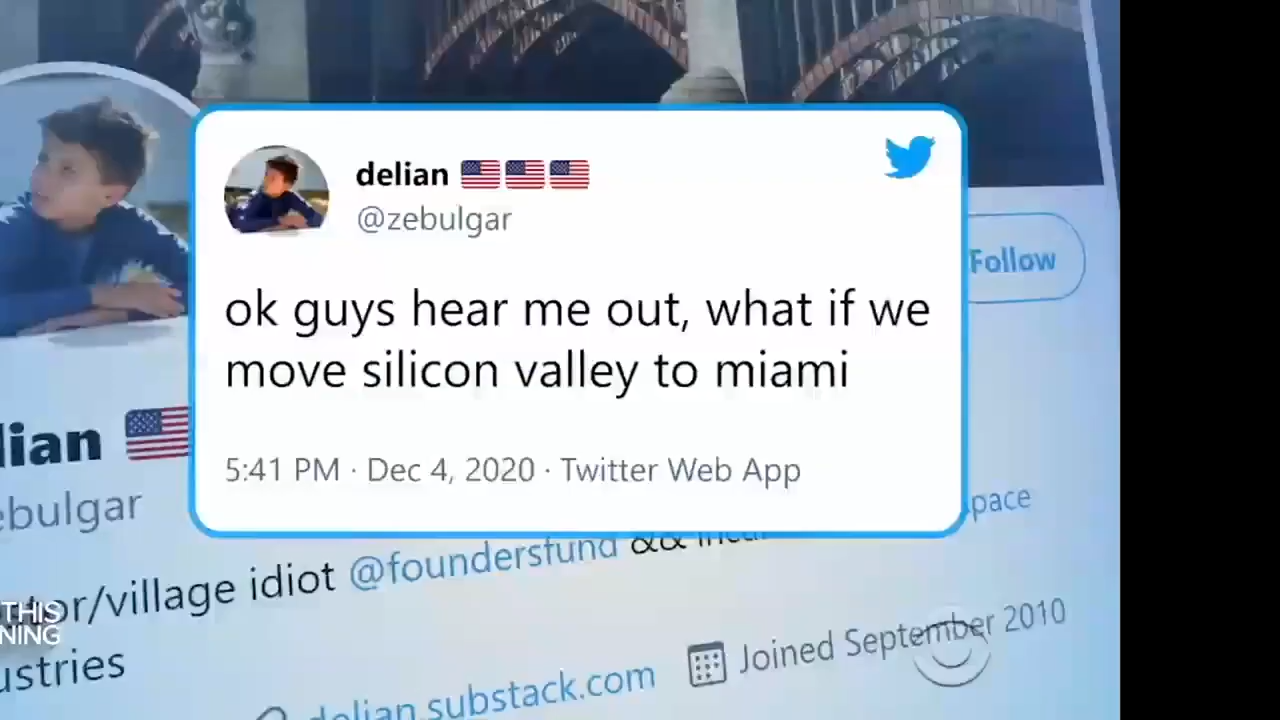 delian
@zebulgar
ok guys hear me out, what if we
move silicon valley to miami
5:41 PM · Dec 4, 2020 · Twitter Web App
Follow
lian
ebulgar
/village idiot @foundersfund &&
ustries
delian.substack.com
Joined September 2010
THIS
NING